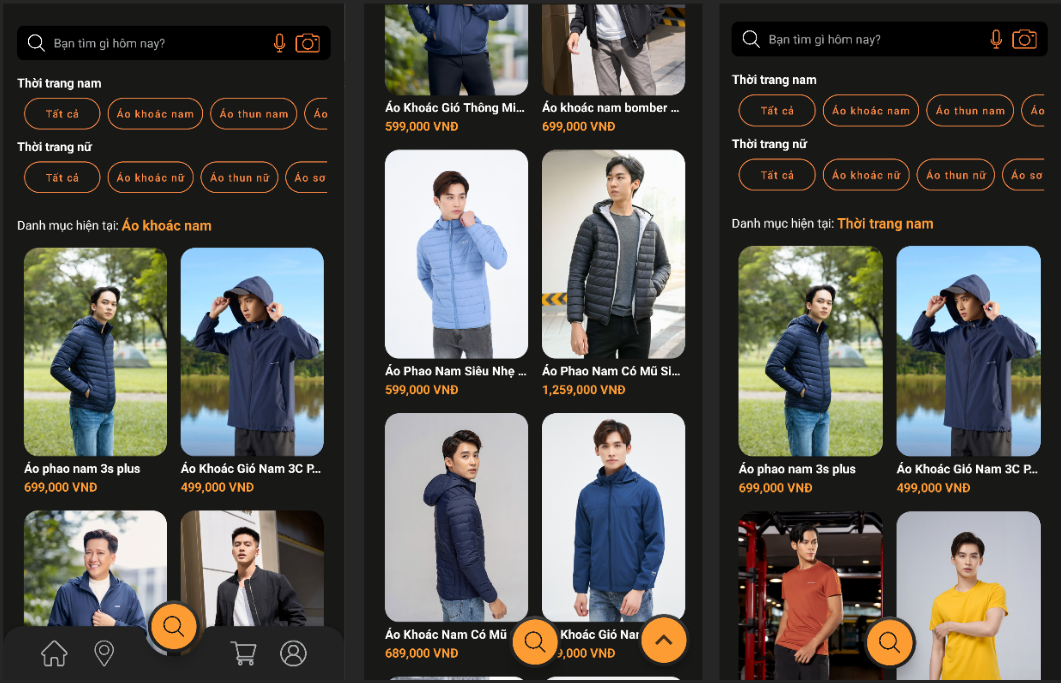 Bạn tìm gì hôm nay?
Thời trang nam
Tất cả
Áo khoác nam
Áo thun nam
Áo
Thời trang nữ
Tất cả
Áo khoác nữ
Áo thun nữ
Áo sơ
Danh mục hiện tại: Áo khoác nam
Áo phao nam 3s plus
699,000 VNĐ
Áo Khoác Gió Nam 3C P...
499,000 VNĐ
Áo Khoác Gió Thông Mi...
599,000 VNĐ
Áo khoác nam bomber ...
699,000 VNĐ
Áo Phao Nam Siêu Nhẹ ...
599,000 VNĐ
Áo Phao Nam Có Mũ Si...
1,259,000 VNĐ
Áo Khoác Nam Có Mũ
689,000 VNĐ
Khoác Gió Nam
9,000 VNĐ
Bạn tìm gì hôm nay?
Thời trang nam
Tất cả
Áo khoác nam
Áo thun nam
Áo
Thời trang nữ
Tất cả
Áo khoác nữ
Áo thun nữ
Áo sơ
Danh mục hiện tại: Thời trang nam
Áo phao nam 3s plus
699,000 VNĐ
Áo Khoác Gió Nam 3C P...
499,000 VNĐ